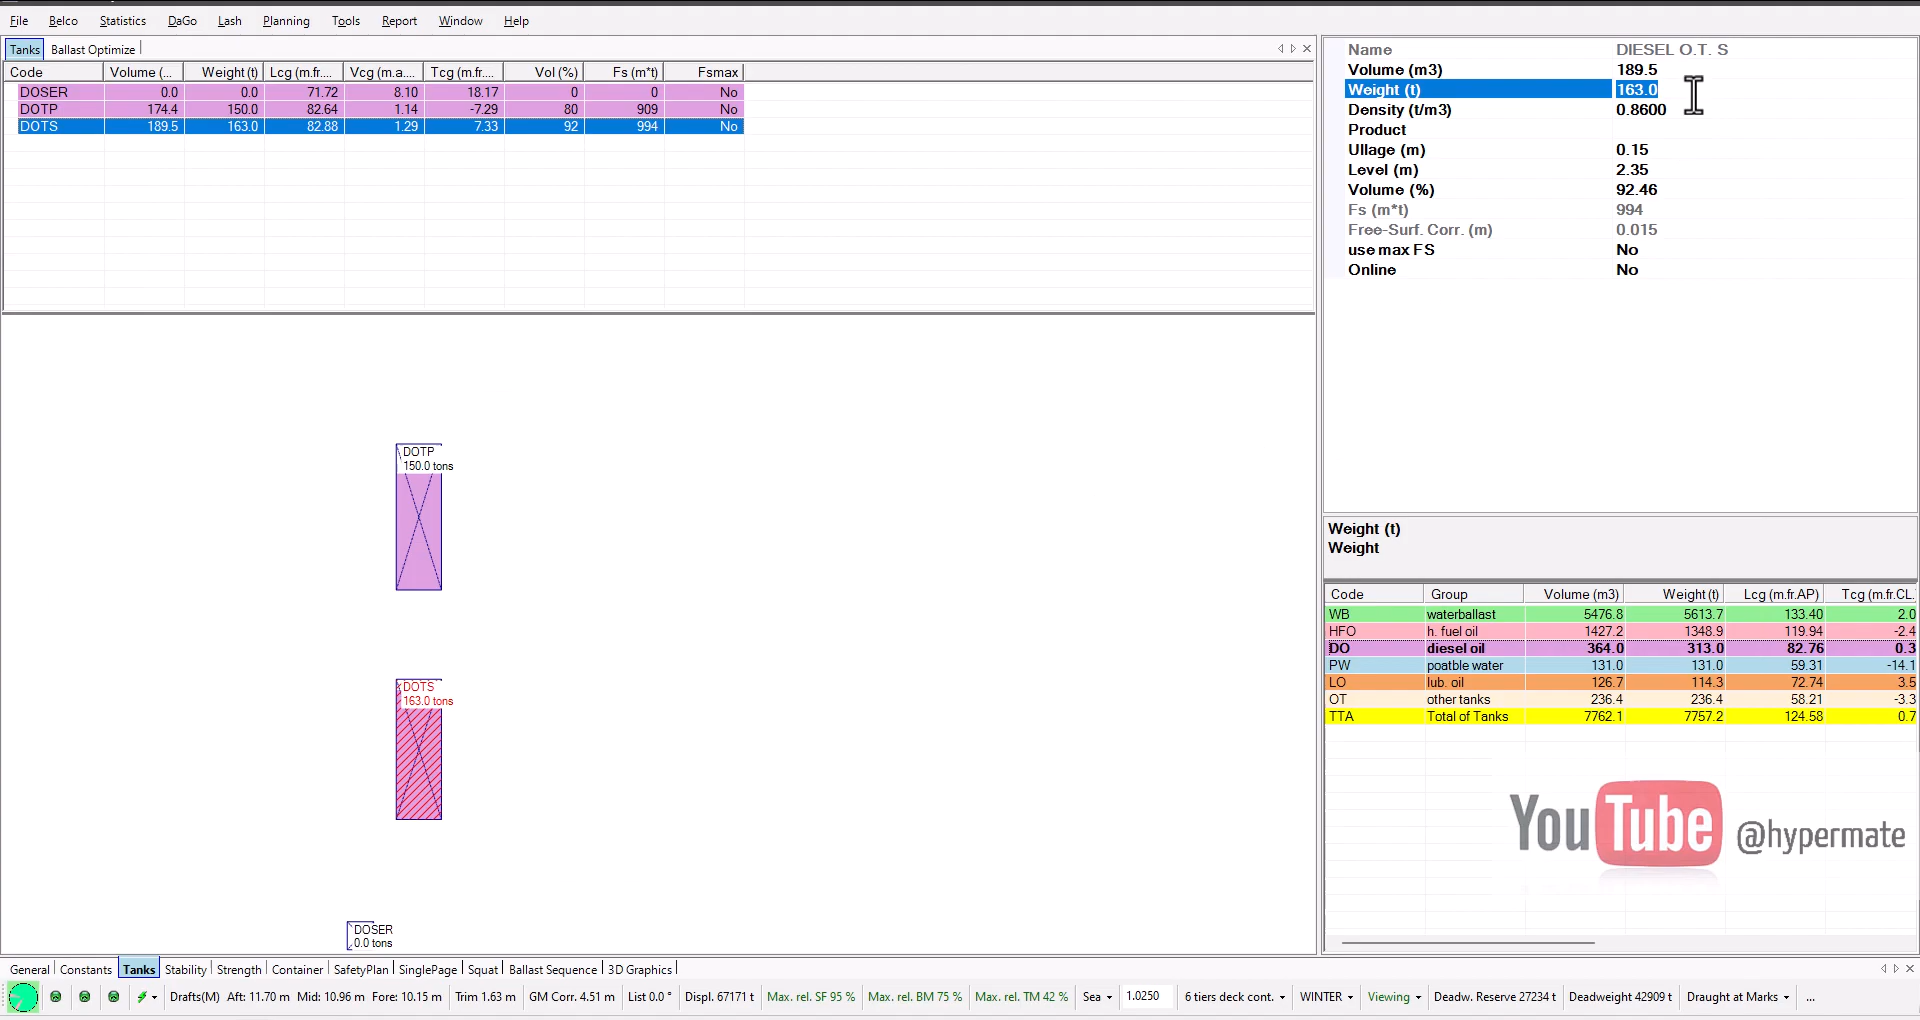 File Belco Statistics DaGo Lash Planning Tools Report Window Help
Tanks Ballast Optimize
Code Volume (... Weight(t) Lcg (m.fr.... Vcg (m.a.... Tcg (m.fr.... Vol (%) Fs (m*t) Fsmax
DOSER 0.0 0.0 71.72 8.10 18.17 0 0 No
DOTP 174.4 150.0 82.64 1.14 -7.29 80 909 No
DOTS 189.5 163.0 82.88 1.29 7.33 92 994 No
DOTP
150.0 tons
DOTS
163.0 tons
DOSER
0.0 tons
Name DIESEL O.T. S
Volume (m3) 189.5
Weight (t) 163.0
Density (t/m3) 0.8600
Product
Ullage (m) 0.15
Level (m) 2.35
Volume (%) 92.46
Fs (m*t) 994
Free-Surf. Corr. (m) 0.015
use max FS No
Online No
Weight (t)
Weight
Code Group Volume (m3) Weight(t) Lcg (m.fr.AP) Tcg (m.fr.CL.
WB waterballast 5476.8 5613.7 133.40 2.0
HFO h. fuel oil 1427.2 1348.9 119.94 -2.4
DO diesel oil 364.0 313.0 82.76 0.3
PW poatble water 131.0 131.0 59.31 -14.1
LO lub. oil 126.7 114.3 72.74 3.5
OT other tanks 236.4 236.4 58.21 -3.3
TTA Total of Tanks 7762.1 7757.2 124.58 0.7
YouTube @hypermate
General Constants Tanks Stability Strength Container SafetyPlan SinglePage Squat Ballast Sequence 3D Graphics
Drafts(M) Aft: 11.70 m Mid: 10.96 m Fore: 10.15 m Trim 1.63 m GM Corr. 4.51 m List 0.0 ° Displ. 67171 t Max. rel. SF 95 % Max. rel. BM 75 % Max. rel. TM 42 % Sea 1.0250 6 tiers deck cont. WINTER Viewing Deadw. Reserve 27234 t Deadweight 42909 t Draught at Marks ...